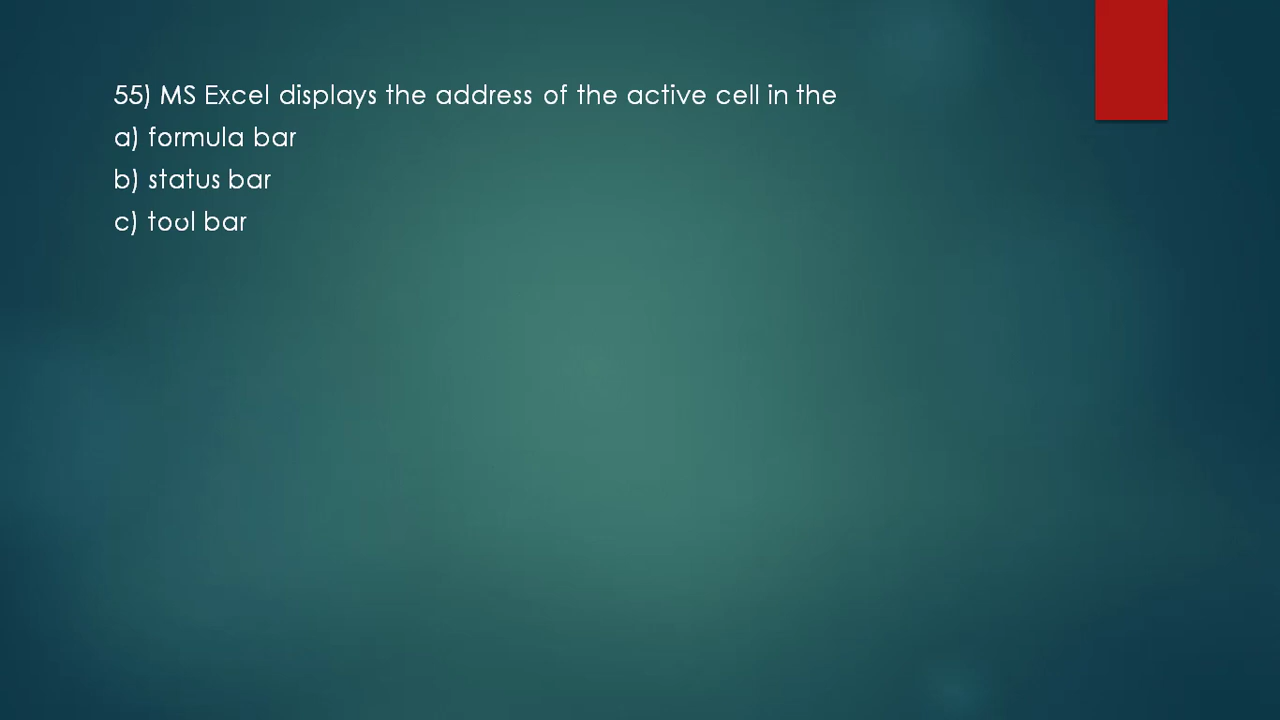 55) MS Excel displays the address of the active cell in the
a) formula bar
b) status bar
c) tool bar